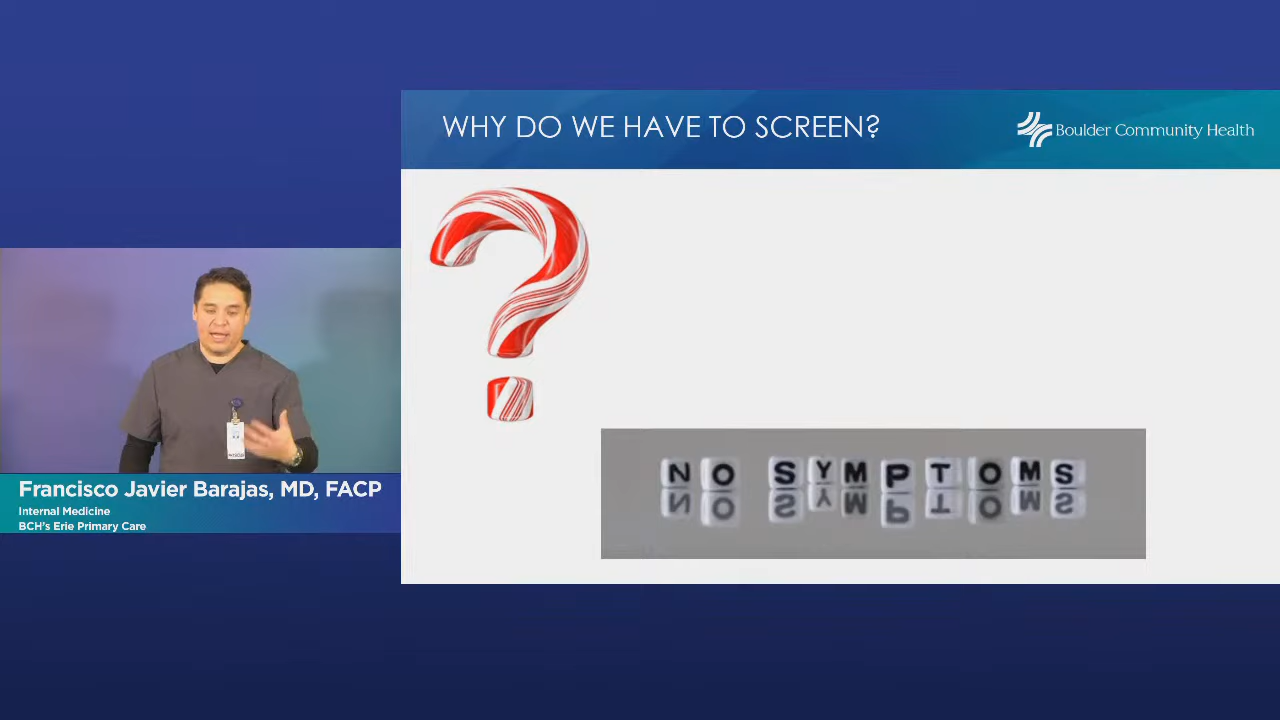 WHY DO WE HAVE TO SCREEN?
Boulder Community Health
NO SYMPTOMS
Francisco Javier Barajas, MD, FACP
Internal Medicine
BCH's Erie Primary Care